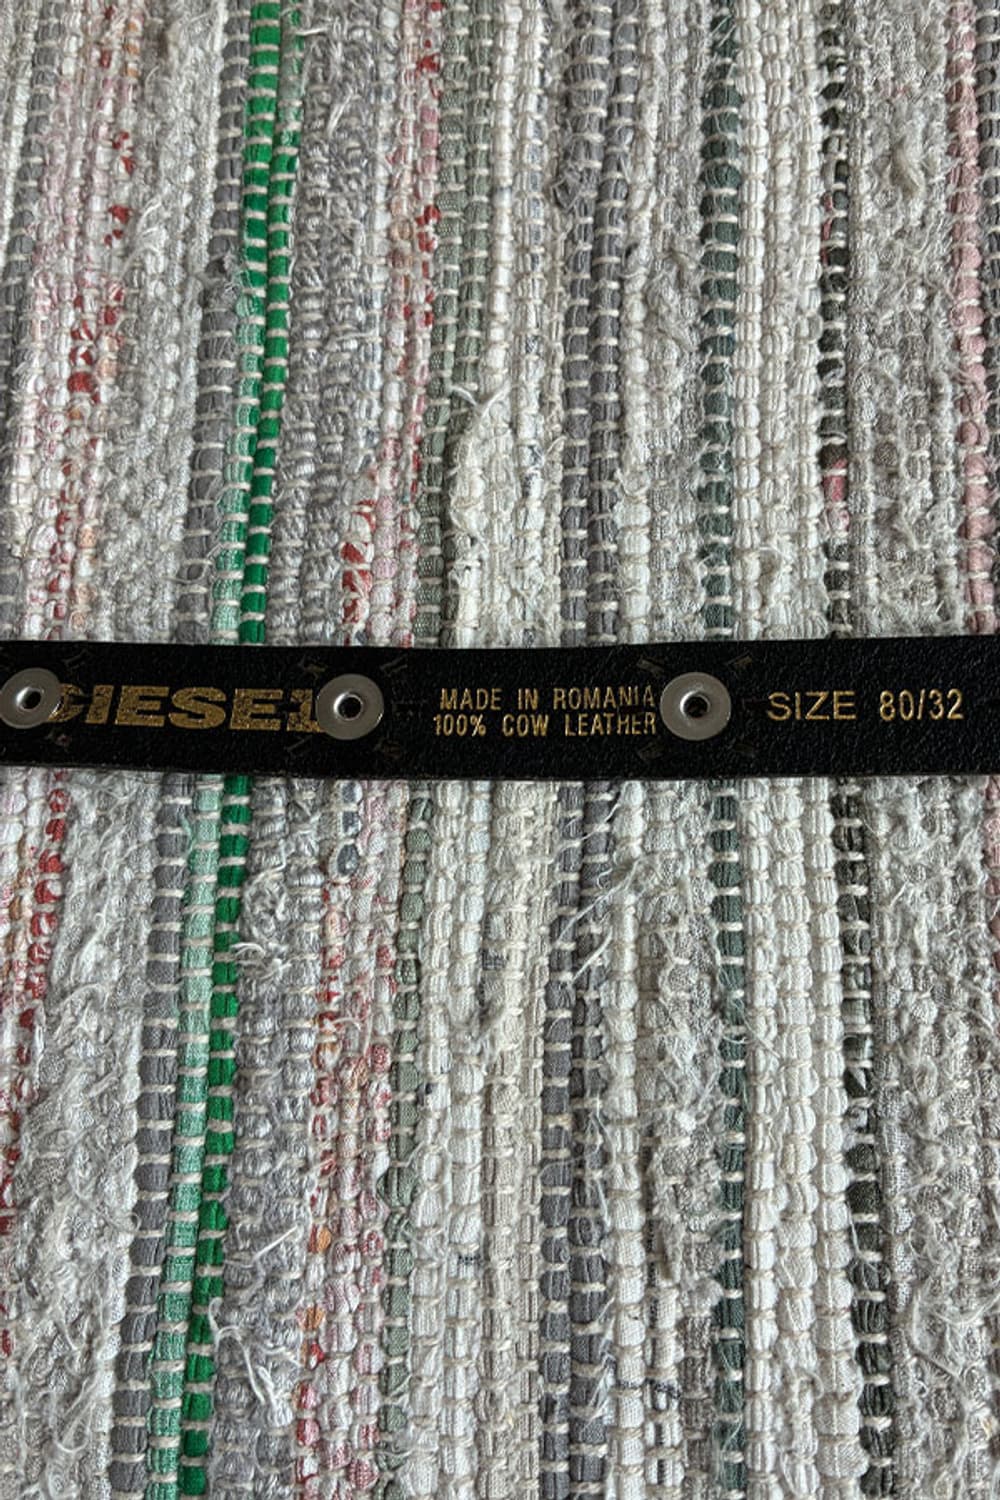 DIESEL
MADE IN ROMANIA
100% COW LEATHER
SIZE 80/32